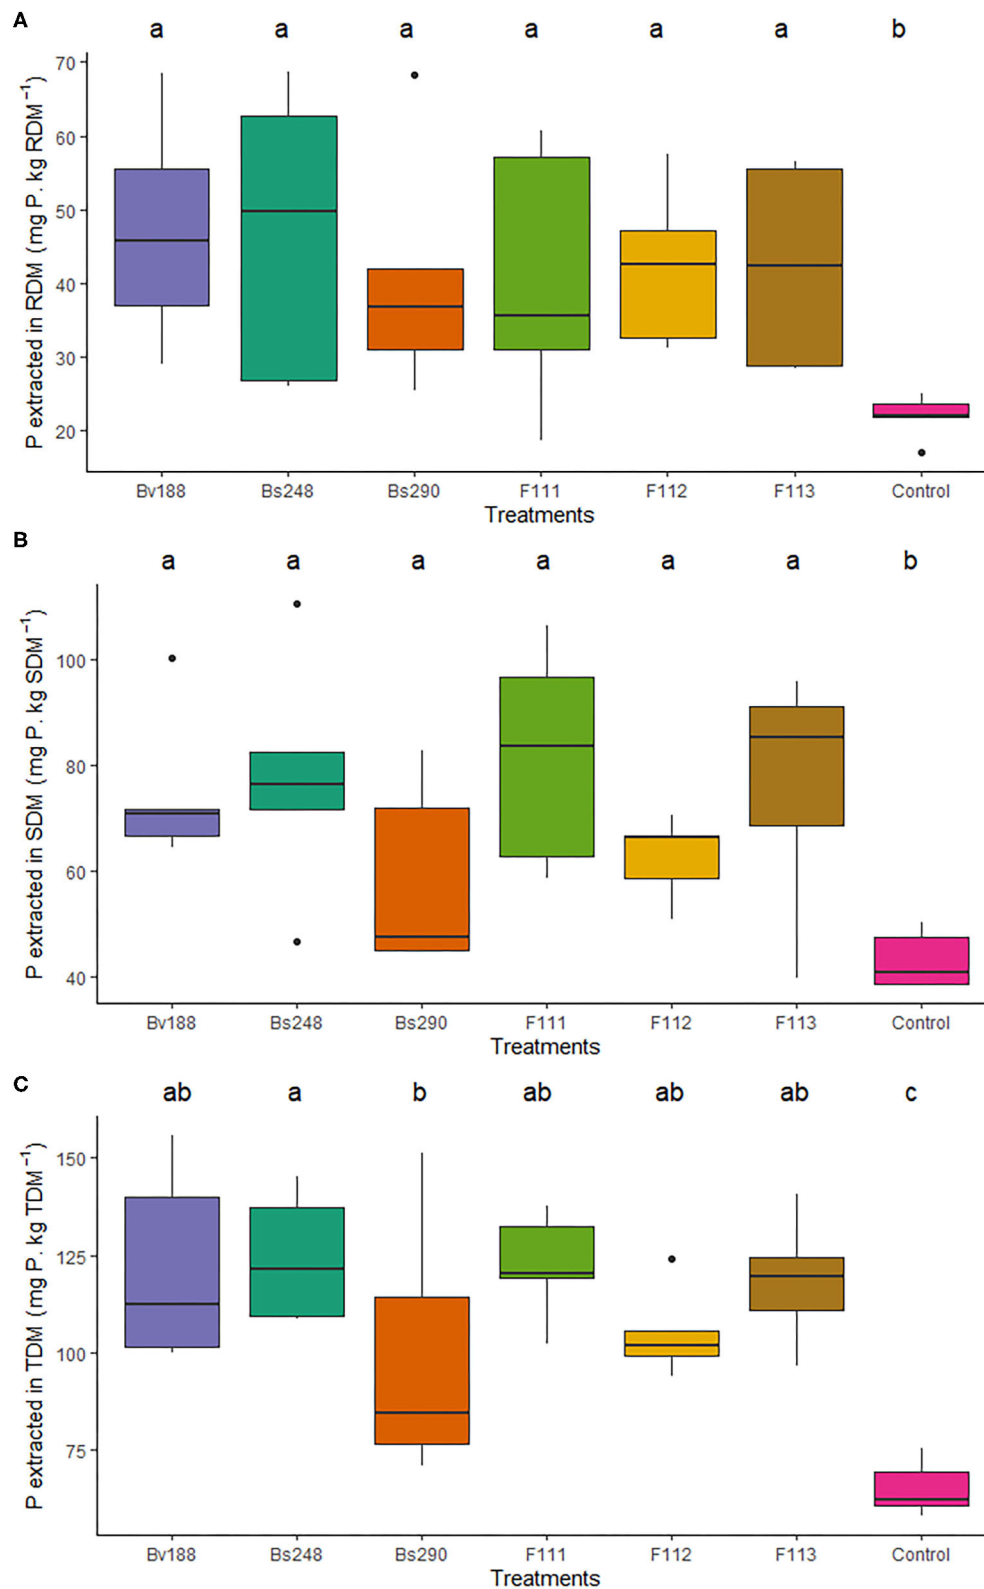 A
a a a a a a b
P extracted in RDM (mg P. kg RDM⁻¹)
70
60
50
40
30
20
Bv188 Bs248 Bs290 F111 F112 F113 Control
Treatments
B
a a a a a a b
P extracted in SDM (mg P. kg SDM⁻¹)
100
80
60
40
Bv188 Bs248 Bs290 F111 F112 F113 Control
Treatments
C
ab a b ab ab ab c
P extracted in TDM (mg P. kg TDM⁻¹)
150
125
100
75
Bv188 Bs248 Bs290 F111 F112 F113 Control
Treatments